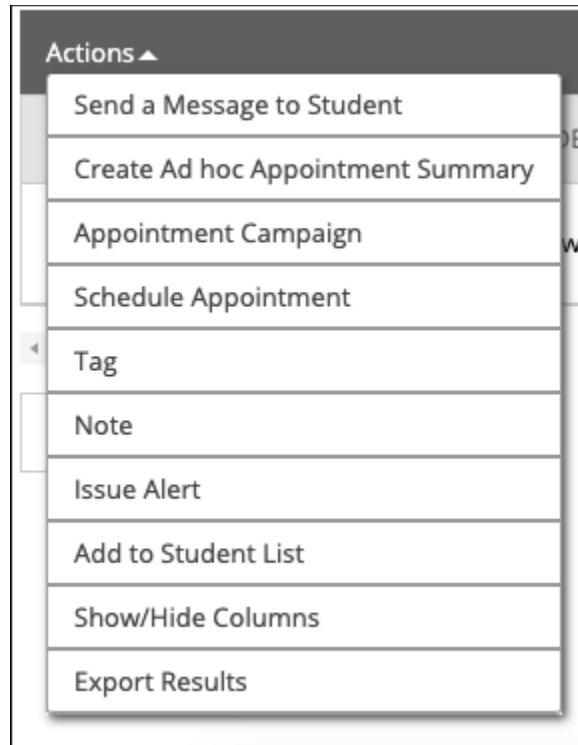 Actions
Send a Message to Student
Create Ad hoc Appointment Summary
Appointment Campaign
Schedule Appointment
Tag
Note
Issue Alert
Add to Student List
Show/Hide Columns
Export Results